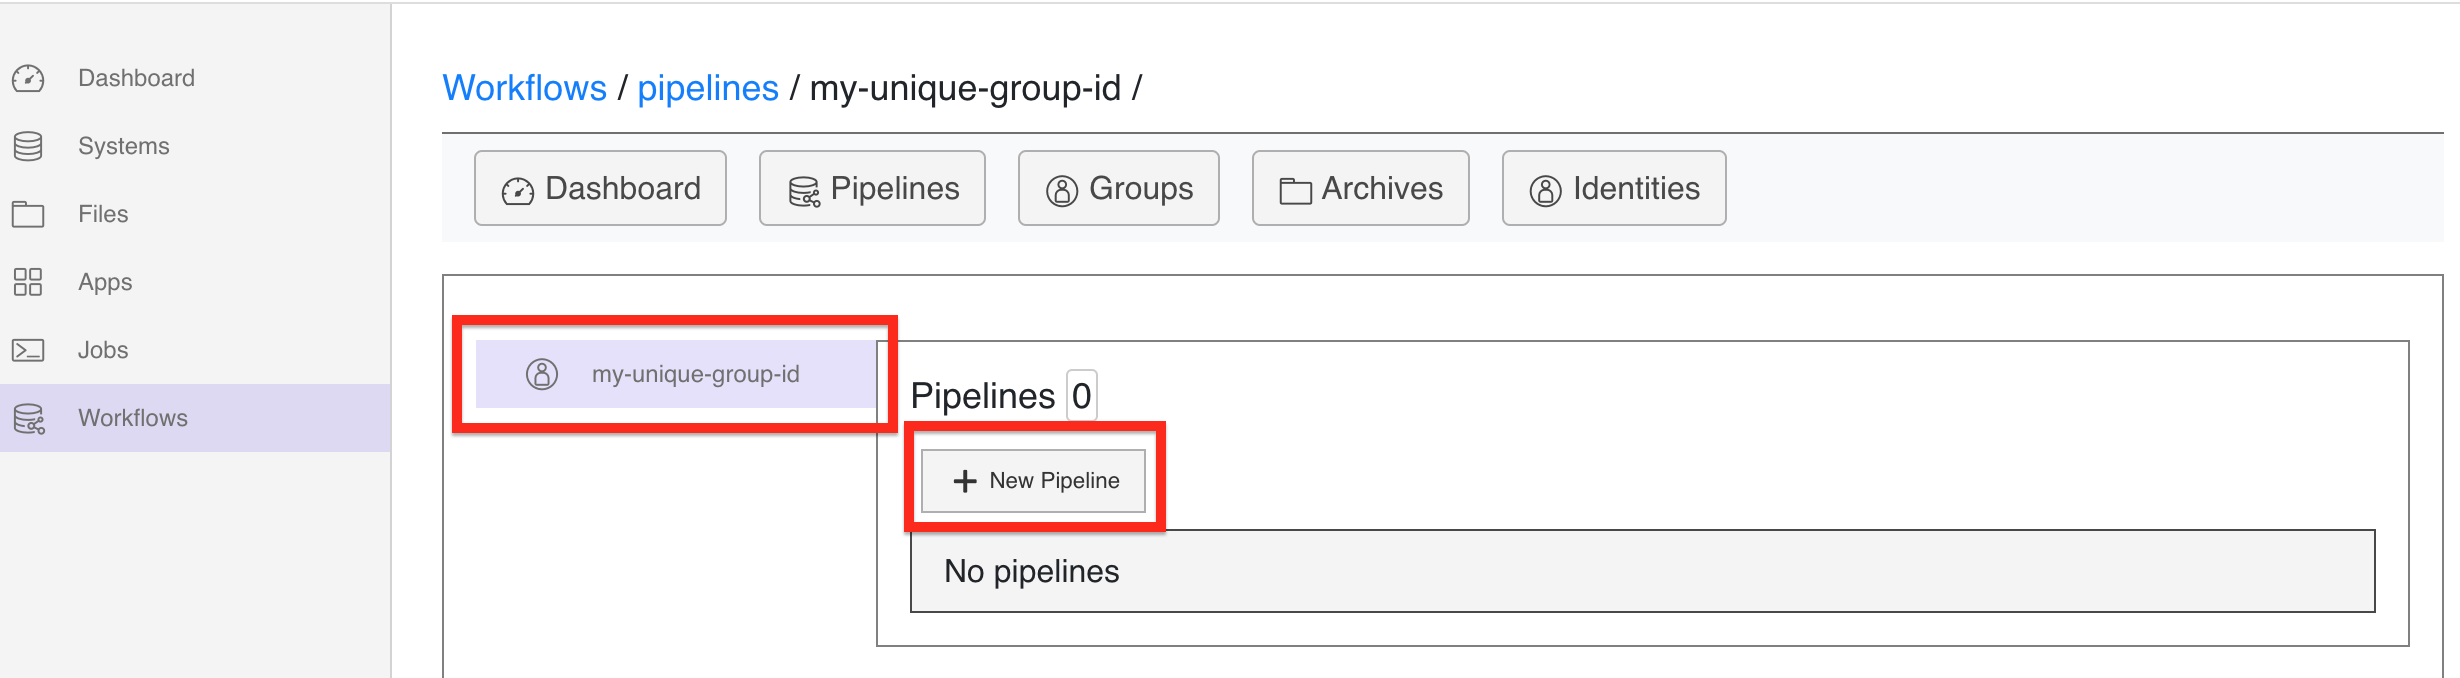 Dashboard
Systems
Files
Apps
Jobs
Workflows
Workflows / pipelines / my-unique-group-id /
Dashboard Pipelines Groups Archives Identities
my-unique-group-id
Pipelines 0
New Pipeline
No pipelines